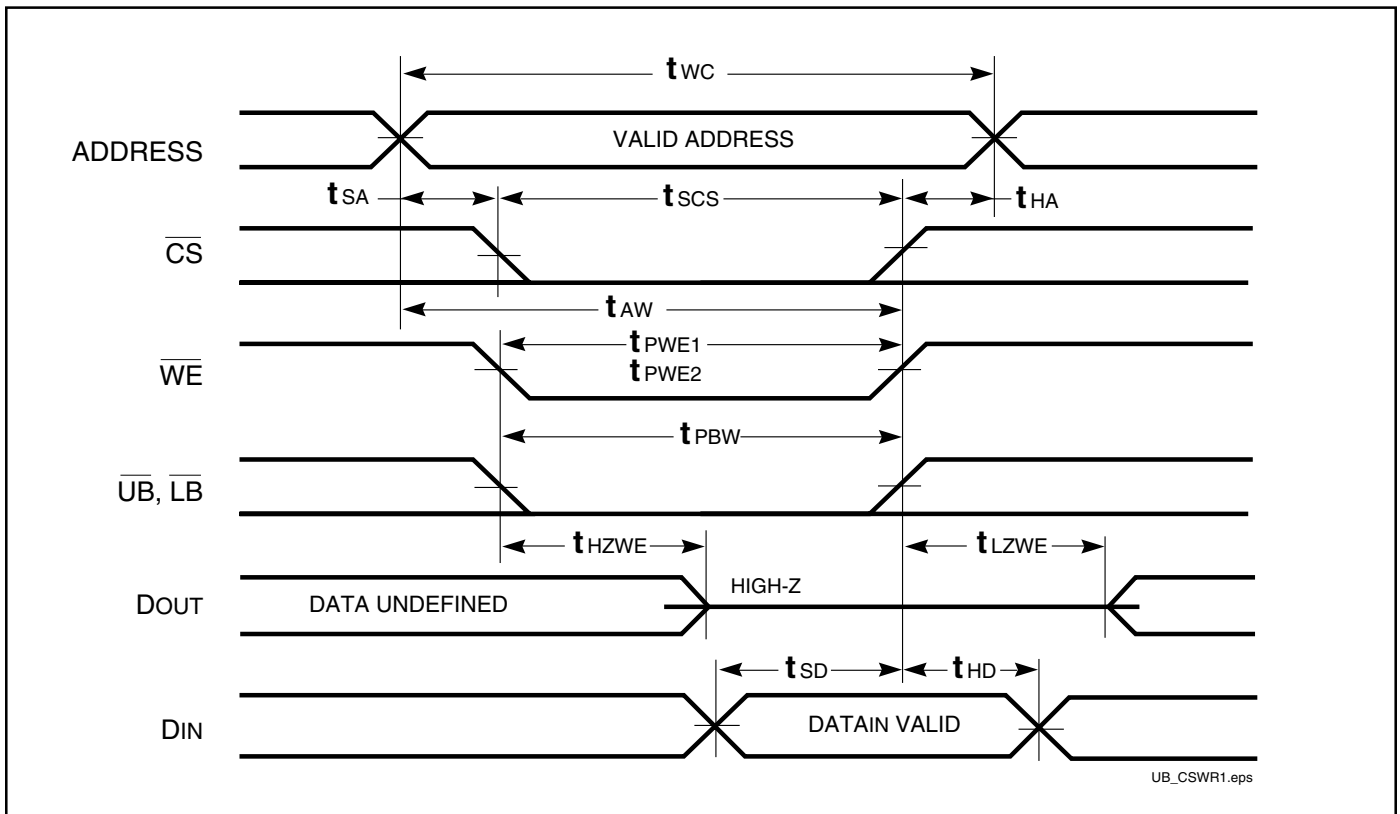 tWC
ADDRESS
VALID ADDRESS
tSA
tSCS
tHA
CS
tAW
WE
tPWE1
tPWE2
tPBW
UB, LB
tHZWE
tLZWE
DOUT
DATA UNDEFINED
HIGH-Z
tSD
tHD
DIN
DATAIN VALID
UB_CSWR1.eps